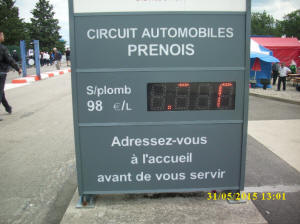 CIRCUIT AUTOMOBILES
PRENOIS
S/plomb
98 €/L
Adressez-vous
à l'accueil
avant de vous servir
31/05/2015 13:01